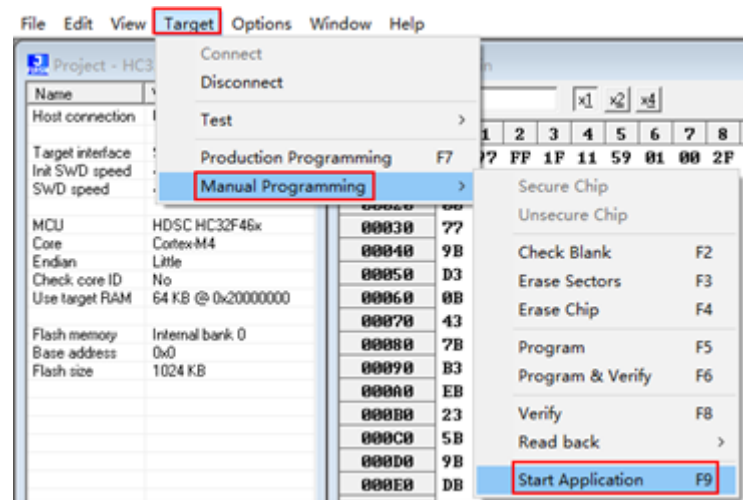 File Edit View Target Options Window Help
Project - HC3
Connect
Disconnect
Test >
Production Programming F7
Manual Programming >
Secure Chip
Unsecure Chip
Check Blank F2
Erase Sectors F3
Erase Chip F4
Program F5
Program & Verify F6
Verify F8
Read back >
Start Application F9
Name
Host connection
Target interface
Init SWD speed
SWD speed
MCU HDSC HC32F46x
Core Cortex-M4
Endian Little
Check core ID No
Use target RAM 64 KB @ 0x20000000
Flash memory Internal bank 0
Base address 0x0
Flash size 1024 KB
x1 x2 x4
1 2 3 4 5 6 7 8
FF 1F 11 59 01 00 2F
00030 77
00040 9B
00050 D3
00060 0B
00070 43
00080 7B
00090 B3
000A0 EB
000B0 23
000C0 5B
000D0 9B
000E0 DB